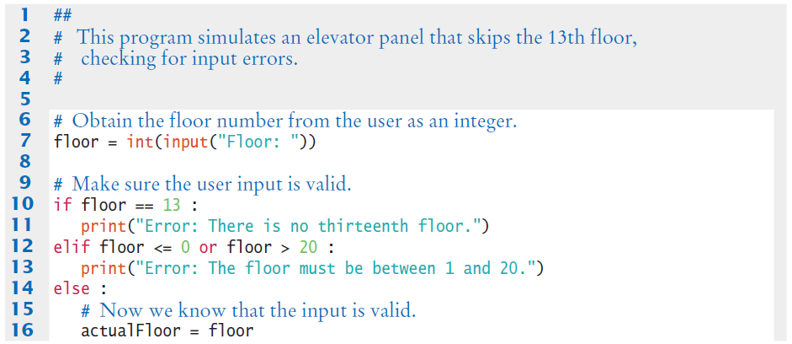 1 ##
2 # This program simulates an elevator panel that skips the 13th floor,
3 # checking for input errors.
4 #
5
6 # Obtain the floor number from the user as an integer.
7 floor = int(input("Floor: "))
8
9 # Make sure the user input is valid.
10 if floor == 13 :
11 print("Error: There is no thirteenth floor.")
12 elif floor <= 0 or floor > 20 :
13 print("Error: The floor must be between 1 and 20.")
14 else :
15 # Now we know that the input is valid.
16 actualFloor = floor